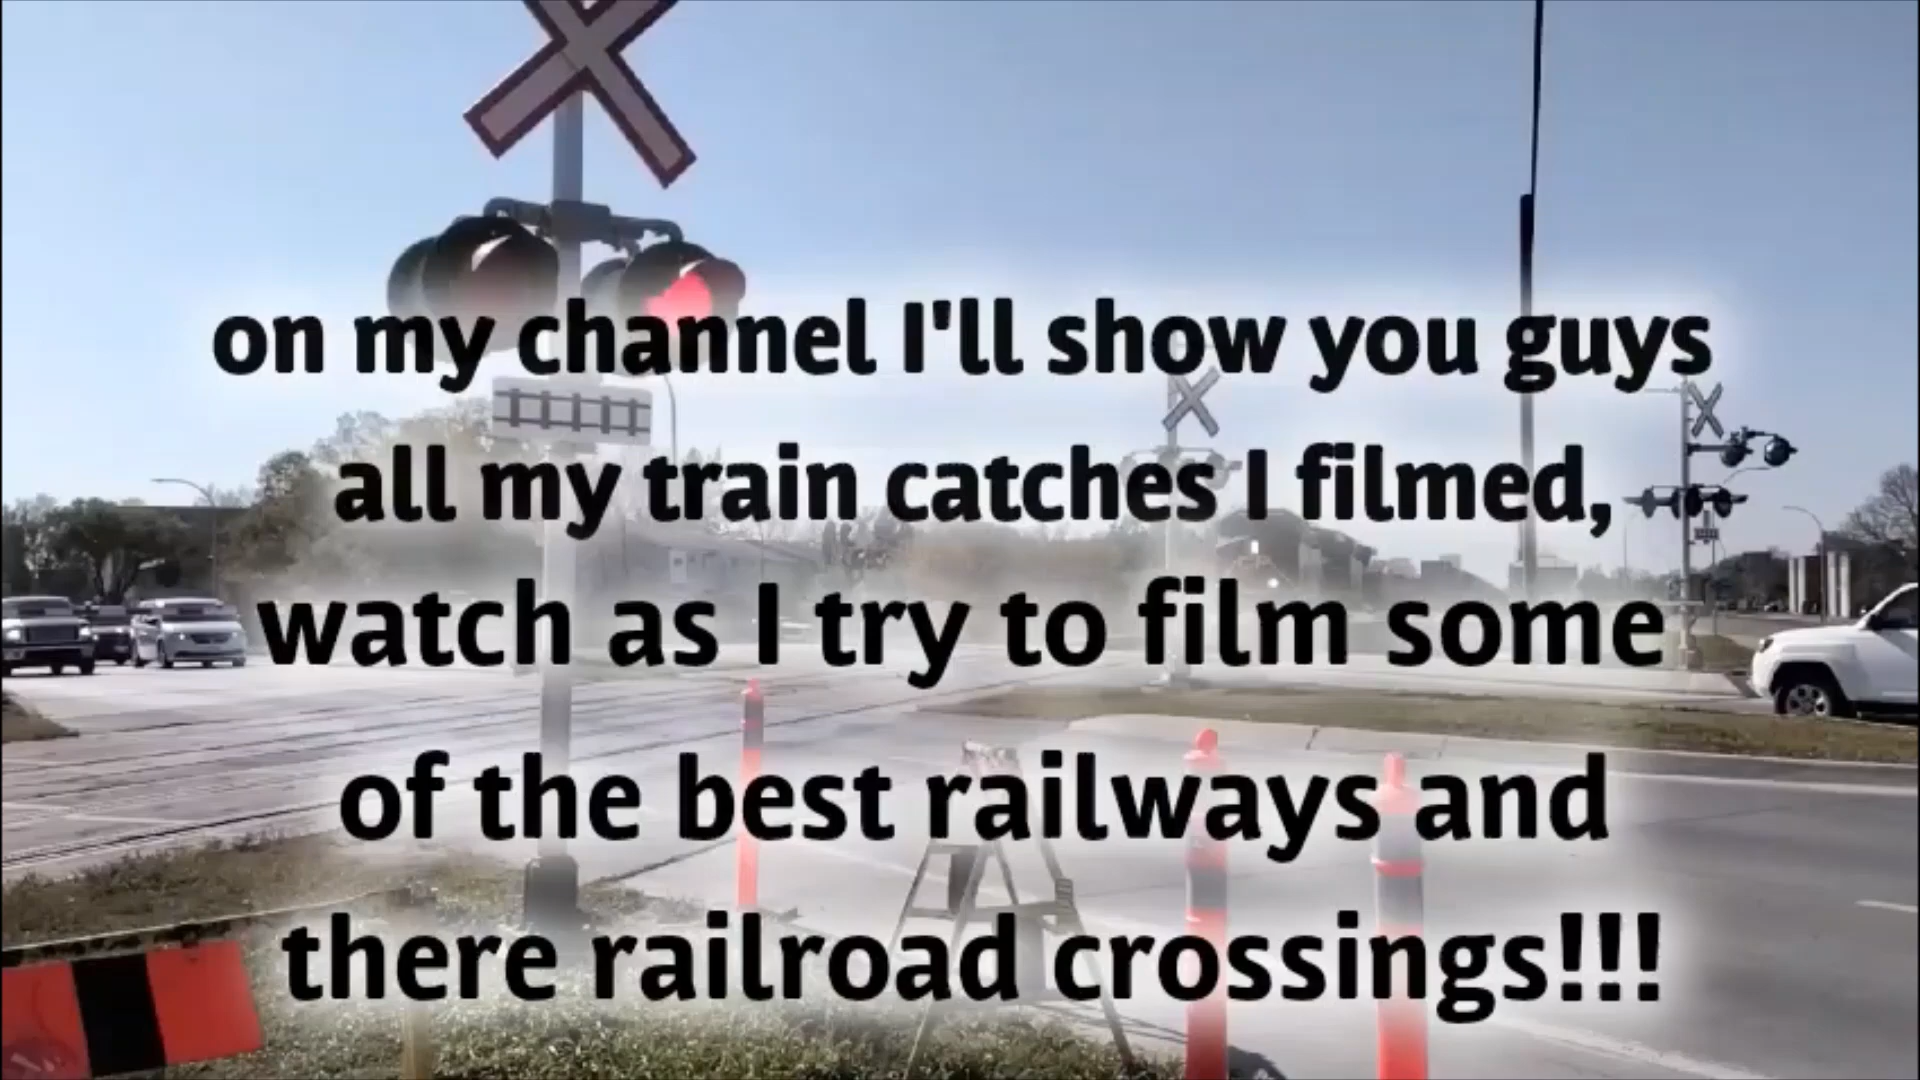 on my channel I'll show you guys
all my train catches I filmed,
watch as I try to film some
of the best railways and
there railroad crossings!!!